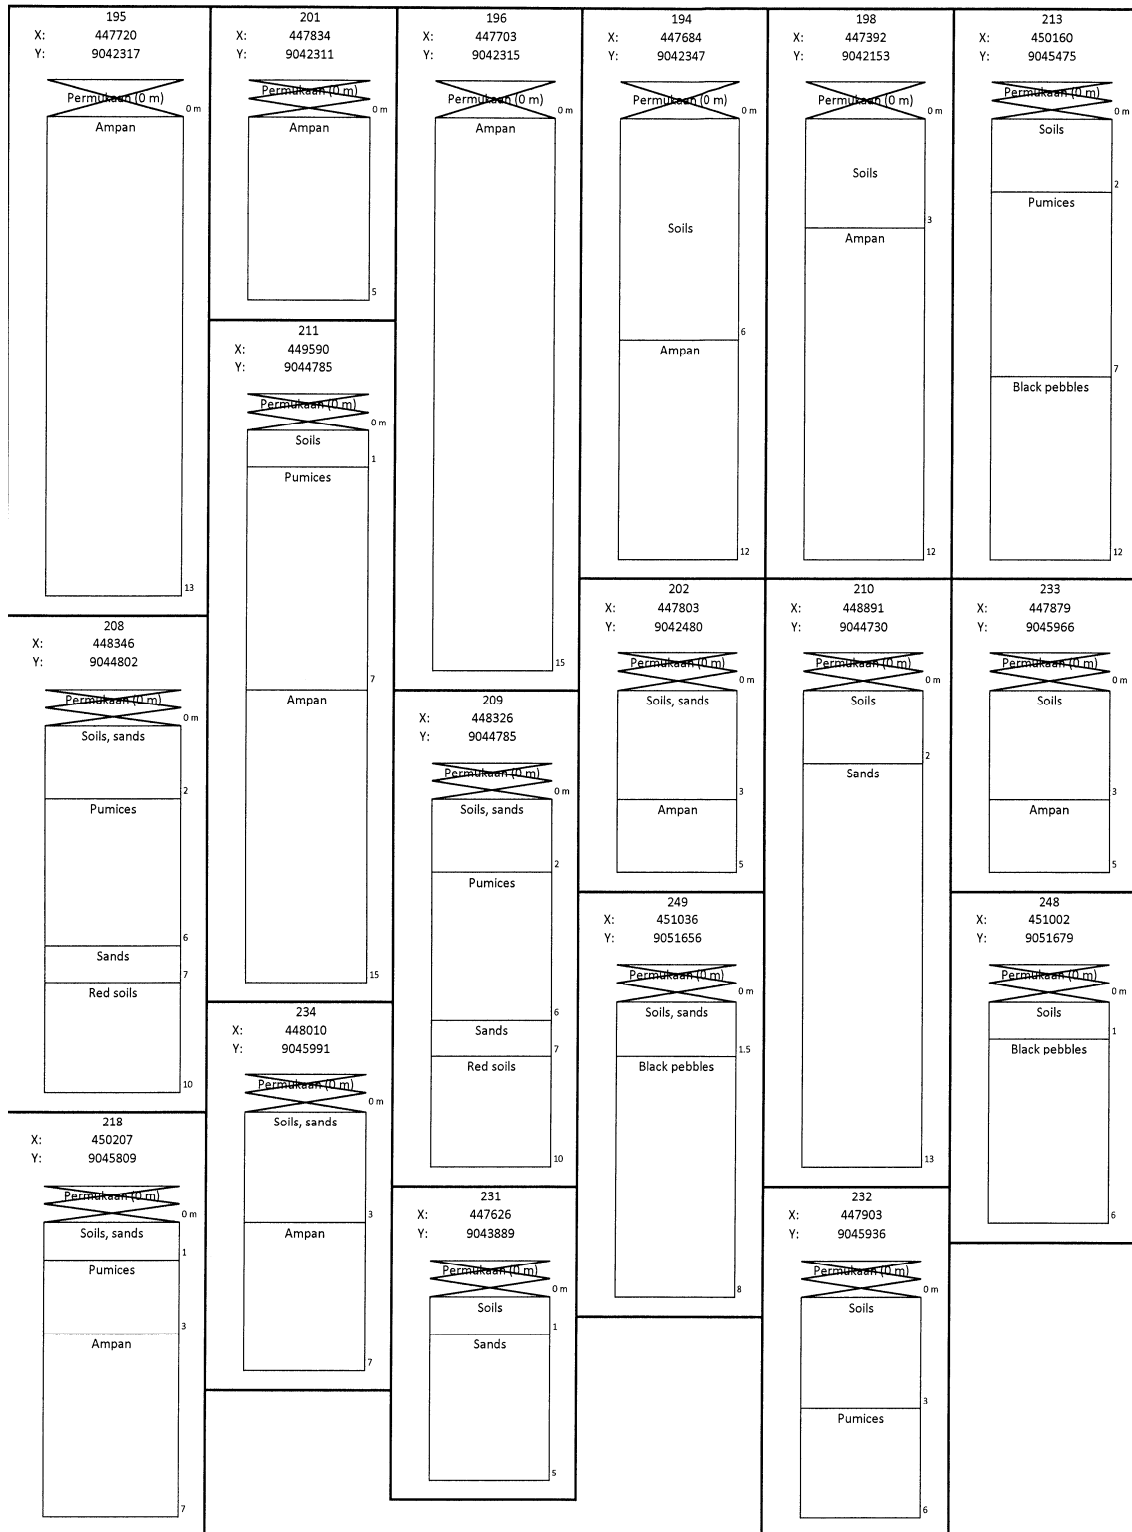 195
X: 447720
Y: 9042317
Permukaan (0 m)
0 m
Ampan
13
208
X: 448346
Y: 9044802
Permukaan (0 m)
0 m
Soils, sands
2
Pumices
6
Sands
7
Red soils
10
218
X: 450207
Y: 9045809
Permukaan (0 m)
0 m
Soils, sands
1
Pumices
3
Ampan
7
201
X: 447834
Y: 9042311
Permukaan (0 m)
0 m
Ampan
5
211
X: 449590
Y: 9044785
Permukaan (0 m)
0 m
Soils
1
Pumices
7
Ampan
15
234
X: 448010
Y: 9045991
Permukaan (0 m)
0 m
Soils, sands
3
Ampan
7
196
X: 447703
Y: 9042315
Permukaan (0 m)
0 m
Ampan
15
209
X: 448326
Y: 9044785
Permukaan (0 m)
0 m
Soils, sands
2
Pumices
6
Sands
7
Red soils
10
231
X: 447626
Y: 9043889
Permukaan (0 m)
0 m
Soils
1
Sands
5
194
X: 447684
Y: 9042347
Permukaan (0 m)
0 m
Soils
6
Ampan
12
202
X: 447803
Y: 9042480
Permukaan (0 m)
0 m
Soils, sands
3
Ampan
5
249
X: 451036
Y: 9051656
Permukaan (0 m)
0 m
Soils, sands
1.5
Black pebbles
8
198
X: 447392
Y: 9042153
Permukaan (0 m)
0 m
Soils
3
Ampan
12
210
X: 448891
Y: 9044730
Permukaan (0 m)
0 m
Soils
2
Sands
13
232
X: 447903
Y: 9045936
Permukaan (0 m)
0 m
Soils
3
Pumices
6
213
X: 450160
Y: 9045475
Permukaan (0 m)
0 m
Soils
2
Pumices
7
Black pebbles
12
233
X: 447879
Y: 9045966
Permukaan (0 m)
0 m
Soils
3
Ampan
5
248
X: 451002
Y: 9051679
Permukaan (0 m)
0 m
Soils
1
Black pebbles
6